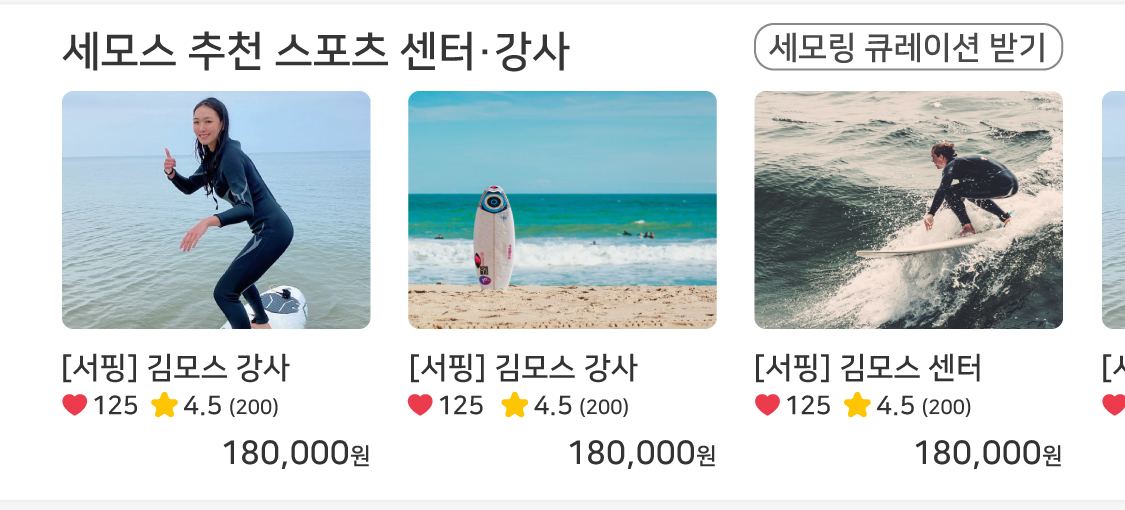 세모스 추천 스포츠 센터·강사
세모링 큐레이션 받기
[서핑] 김모스 강사
125 4.5 (200)
180,000원
[서핑] 김모스 강사
125 4.5 (200)
180,000원
[서핑] 김모스 센터
125 4.5 (200)
180,000원